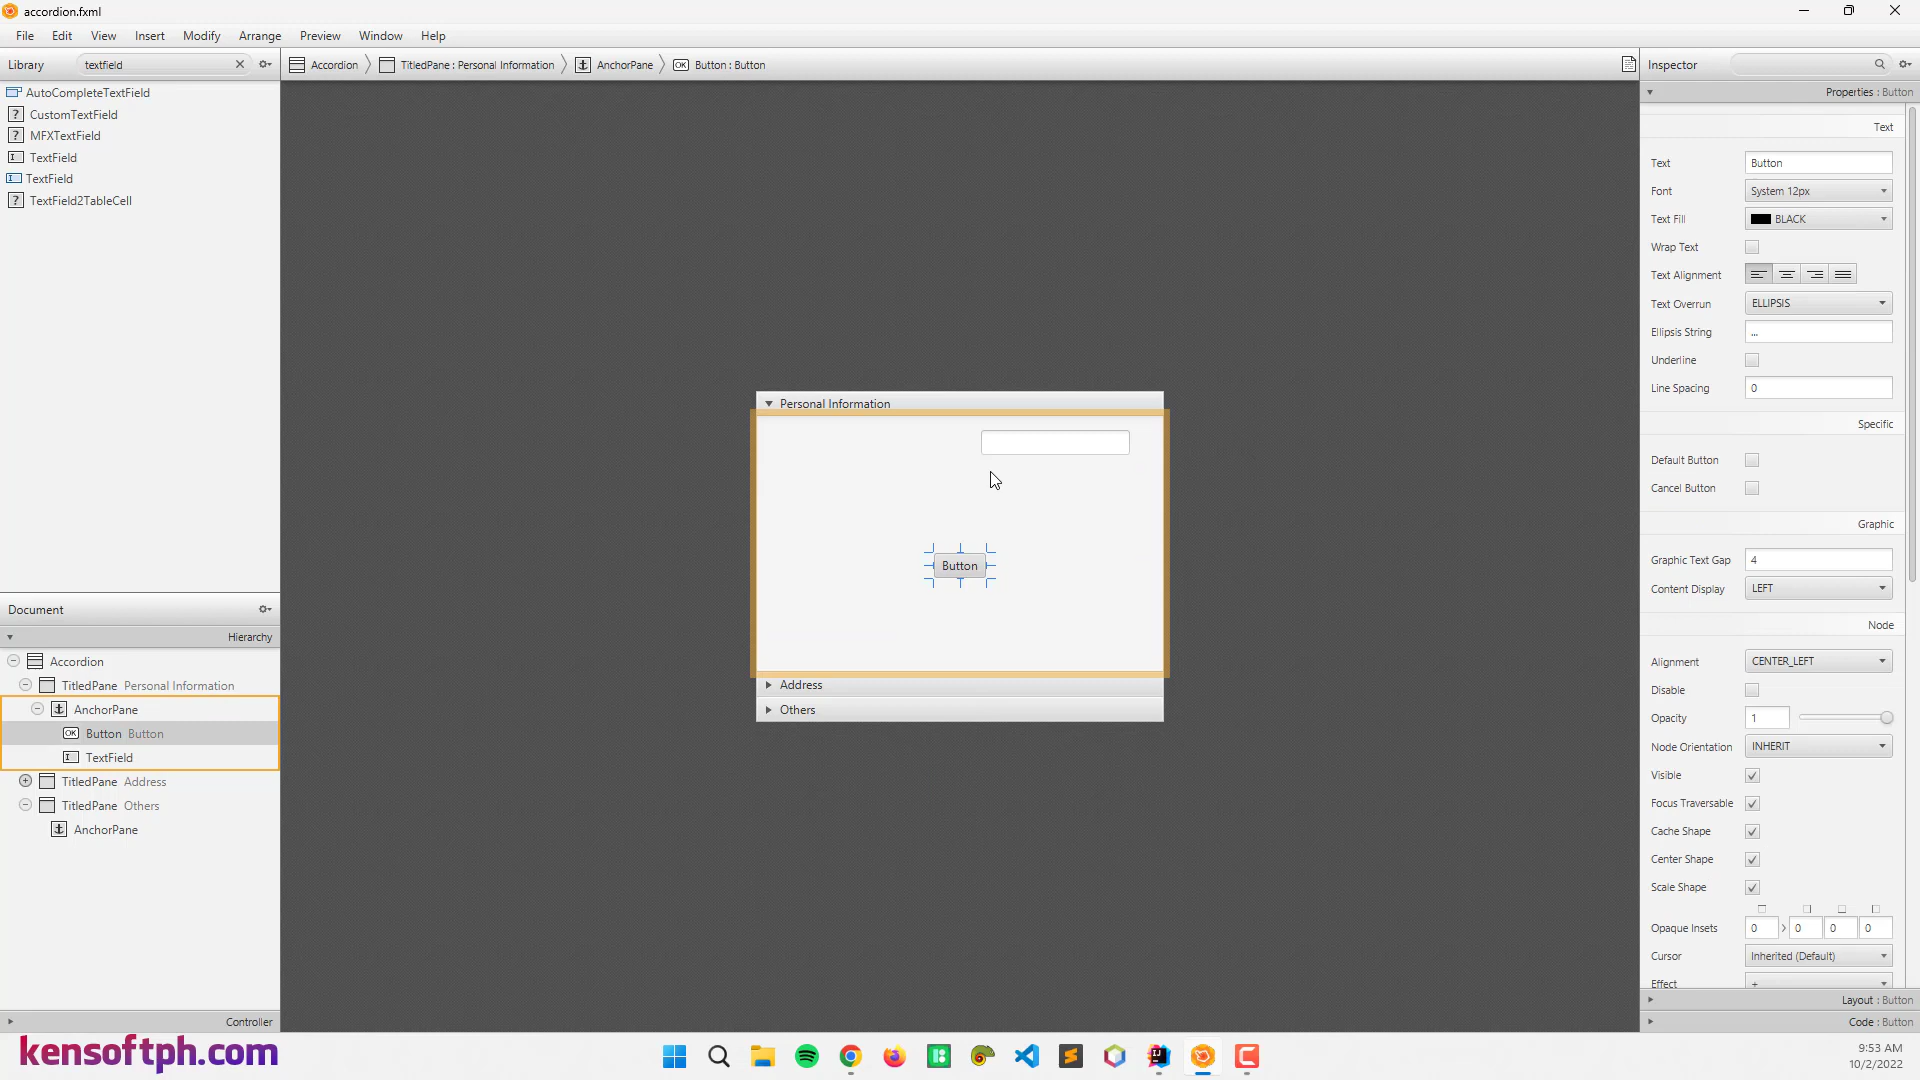 accordion.fxml
File Edit View Insert Modify Arrange Preview Window Help
Library textfield
Accordion TitledPane : Personal Information AnchorPane OK Button : Button
Inspector
AutoCompleteTextField
? CustomTextField
? MFXTextField
TextField
TextField
? TextField2TableCell
Document
Hierarchy
Accordion
TitledPane Personal Information
AnchorPane
OK Button Button
TextField
TitledPane Address
TitledPane Others
AnchorPane
Controller
Personal Information
Button
Address
Others
Properties : Button
Text
Text Button
Font System 12px
Text Fill BLACK
Wrap Text
Text Alignment
Text Overrun ELLIPSIS
Ellipsis String ...
Underline
Line Spacing 0
Specific
Default Button
Cancel Button
Graphic
Graphic Text Gap 4
Content Display LEFT
Node
Alignment CENTER_LEFT
Disable
Opacity 1
Node Orientation INHERIT
Visible
Focus Traversable
Cache Shape
Center Shape
Scale Shape
Opaque Insets 0 0 0 0
Cursor Inherited (Default)
Effect +
Layout : Button
Code : Button
kensoftph.com
9:53 AM
10/2/2022